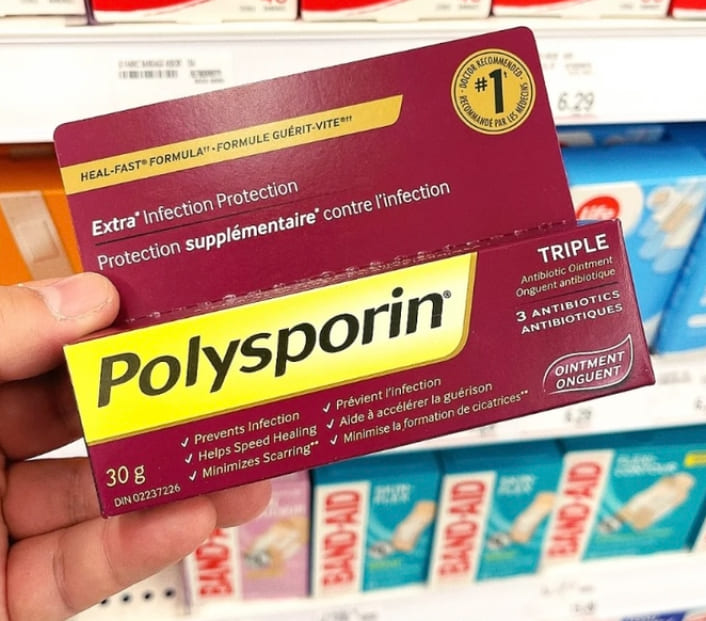 DOCTOR RECOMMENDED
#1*
RECOMMANDÉ PAR LES MÉDECINS
6.29
HEAL-FAST® FORMULA†† • FORMULE GUÉRIT-VITE®††
Extra* Infection Protection
Protection supplémentaire* contre l'infection
Polysporin®
TRIPLE
Antibiotic Ointment
Onguent antibiotique
3 ANTIBIOTICS
ANTIBIOTIQUES
OINTMENT
ONGUENT
✓ Prevents Infection
✓ Helps Speed Healing
✓ Minimizes Scarring**
✓ Prévient l'infection
✓ Aide à accélérer la guérison
✓ Minimise la formation de cicatrices**
30 g
DIN 02237226
BAND-AID
BAND-AID
BAND-AID
BAND-AID